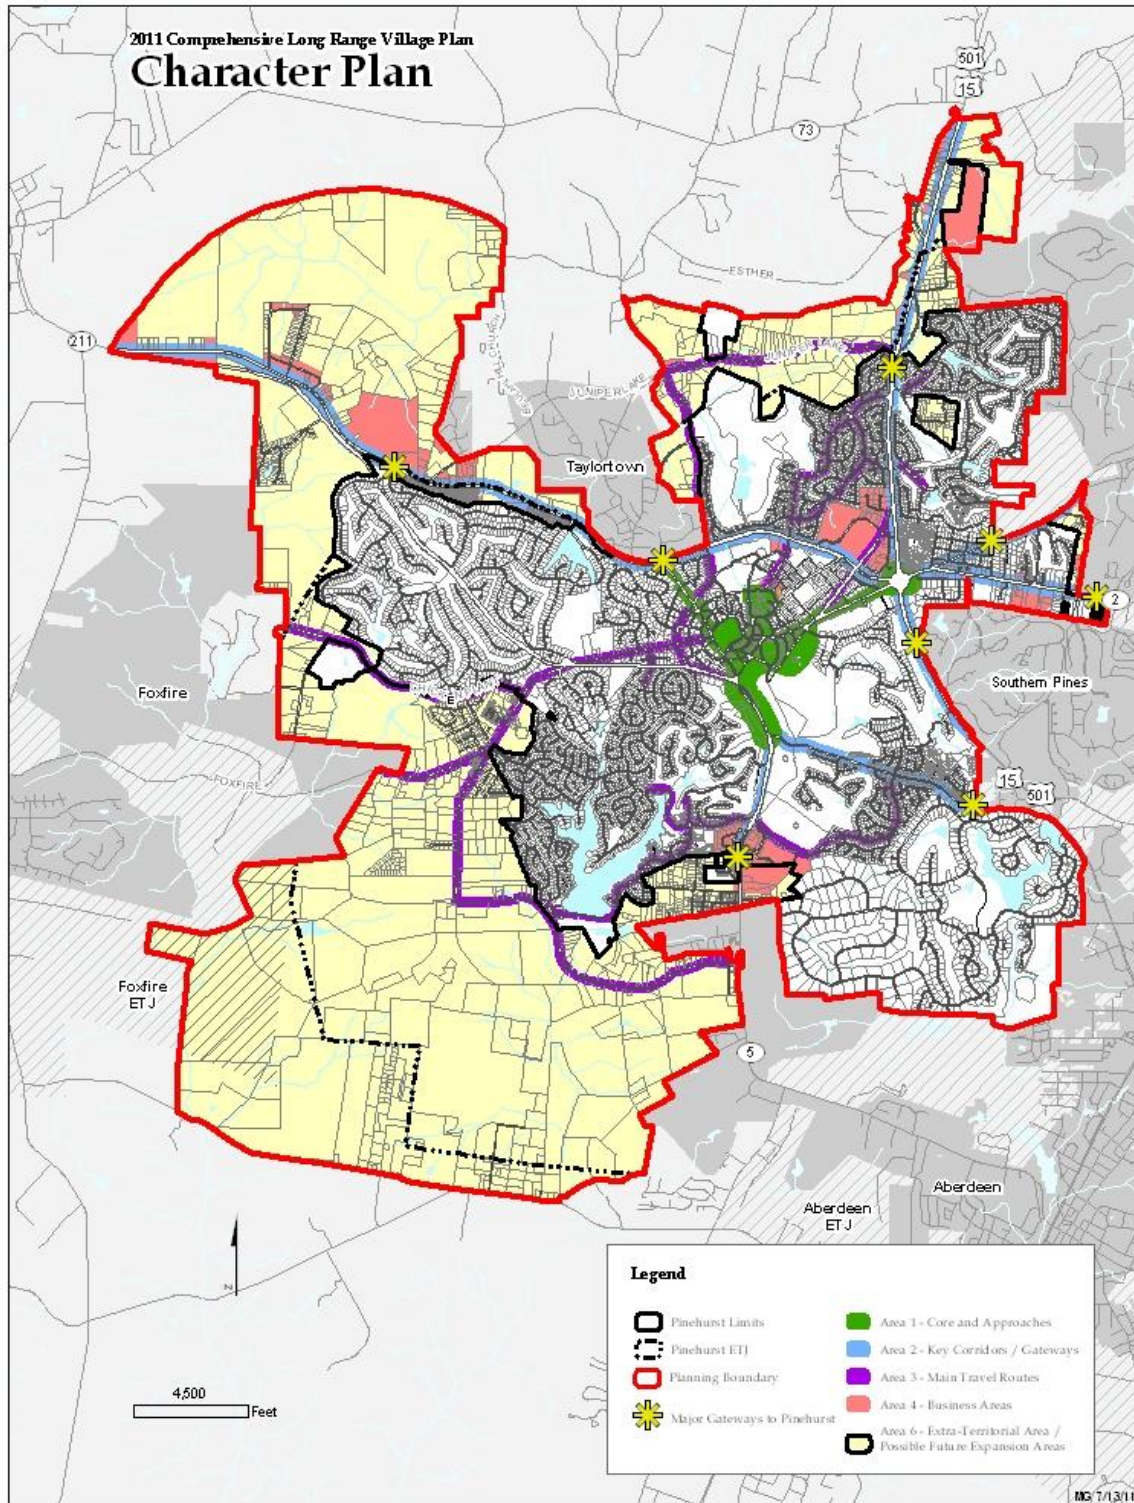 2011 Comprehensive Long Range Village Plan
Character Plan
501
15
73
ESTHER
211
JUNIPER LAKE
JUNIPER LAKE
Taylortown
2
Foxfire
E
Southern Pines
FOXFIRE
15
501
Foxfire
ETJ
5
Aberdeen
Aberdeen
ETJ
N
4,500
Feet
Legend
Pinehurst Limits
Pinehurst ETJ
Planning Boundary
Major Gateways to Pinehurst
Area 1 - Core and Approaches
Area 2 - Key Corridors / Gateways
Area 3 - Main Travel Routes
Area 4 - Business Areas
Area 6 - Extra-Territorial Area /
Possible Future Expansion Areas
MG 7/13/11